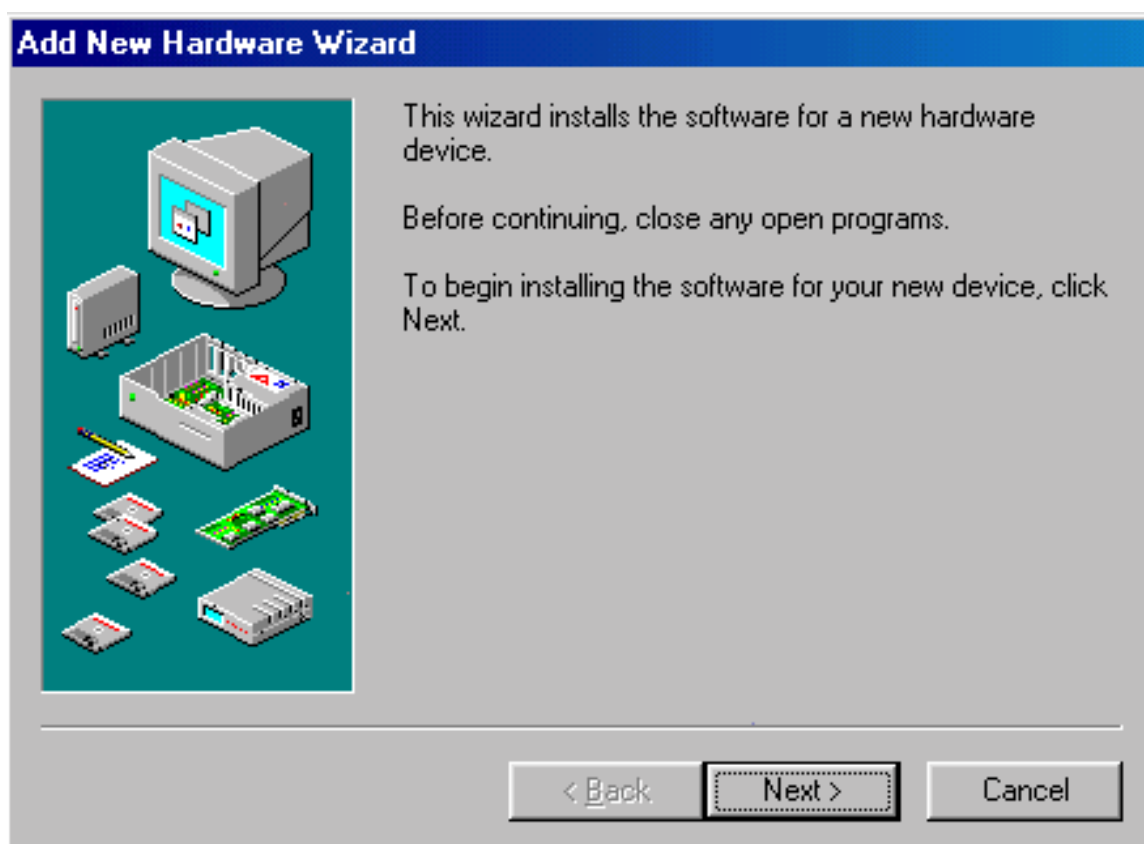 Add New Hardware Wizard
This wizard installs the software for a new hardware
device.
Before continuing, close any open programs.
To begin installing the software for your new device, click
Next.
< Back
Next >
Cancel